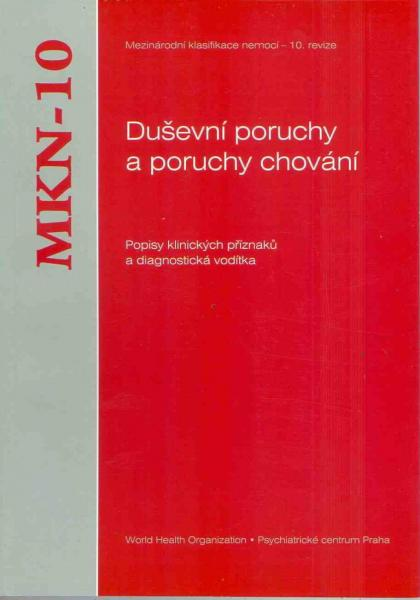 MKN-10
Mezinárodní klasifikace nemocí – 10. revize
Duševní poruchy
a poruchy chování
Popisy klinických příznaků
a diagnostická vodítka
World Health Organization • Psychiatrické centrum Praha